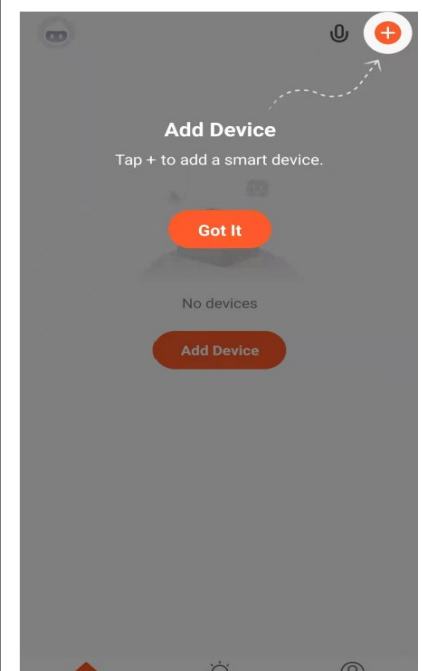 Add Device
Tap + to add a smart device.
Got It
No devices
Add Device